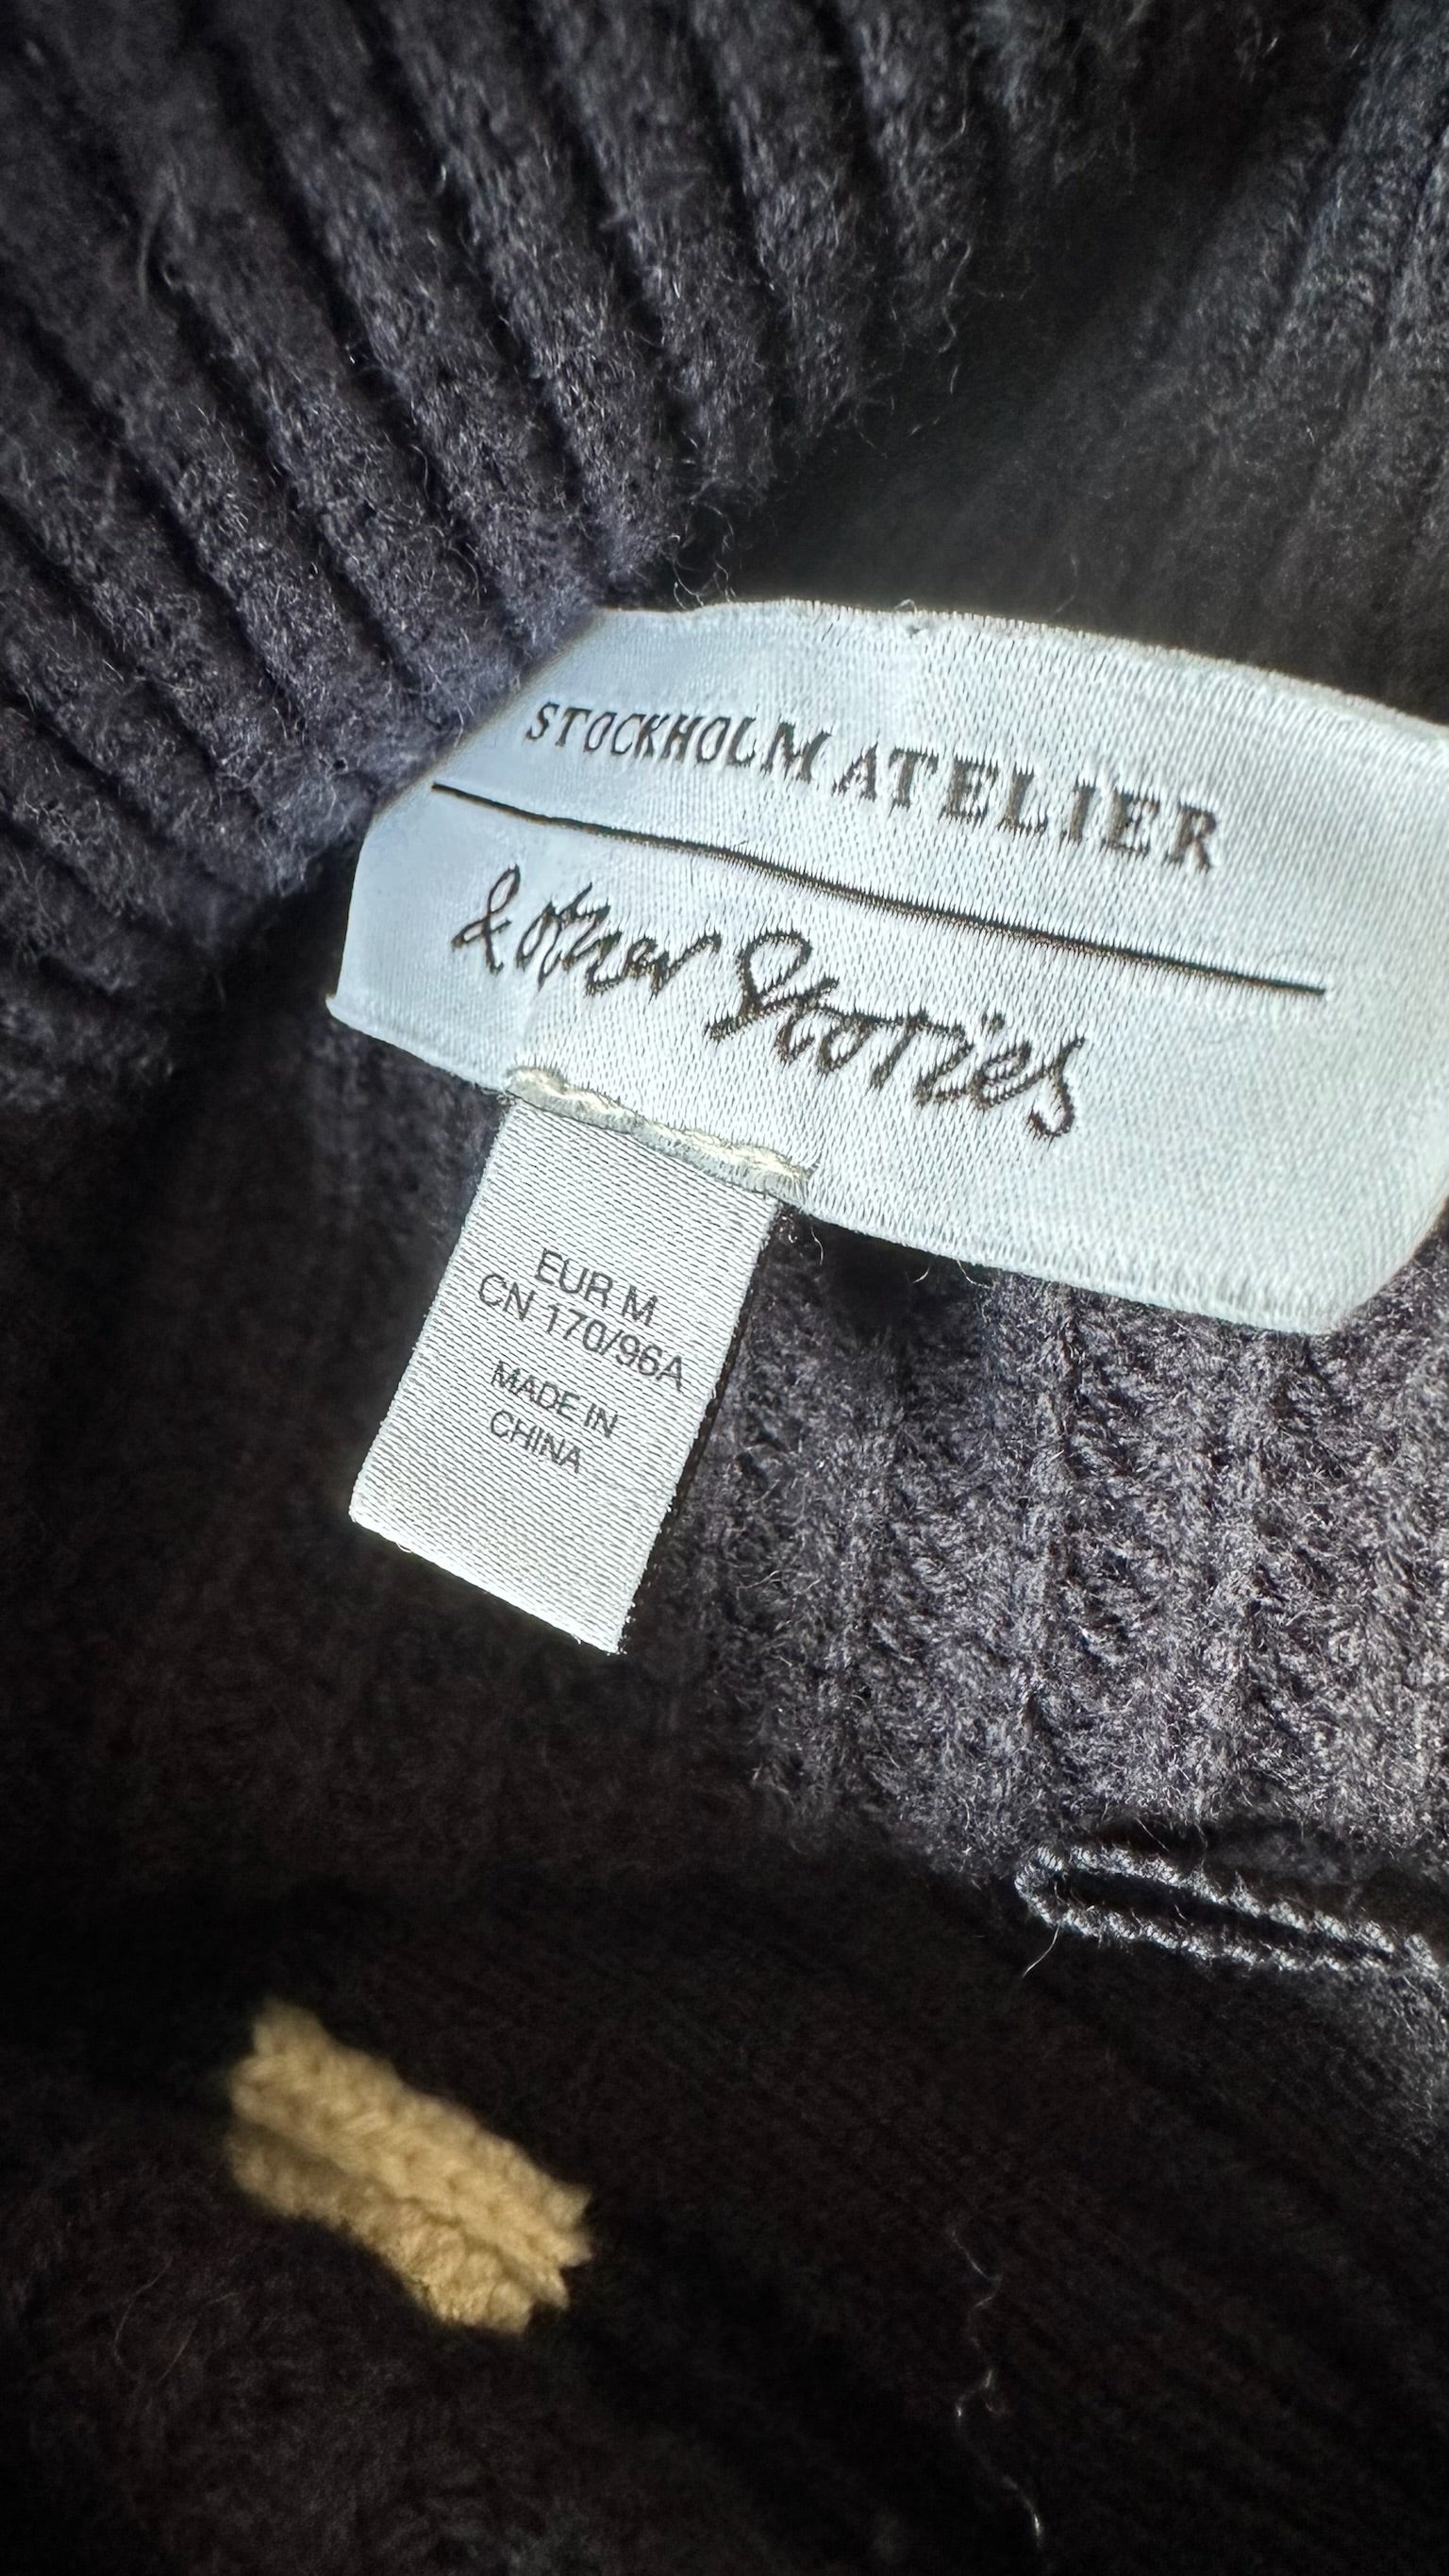 STOCKHOLM ATELIER
& other Stories
EUR M
CN 170/96A
MADE IN
CHINA